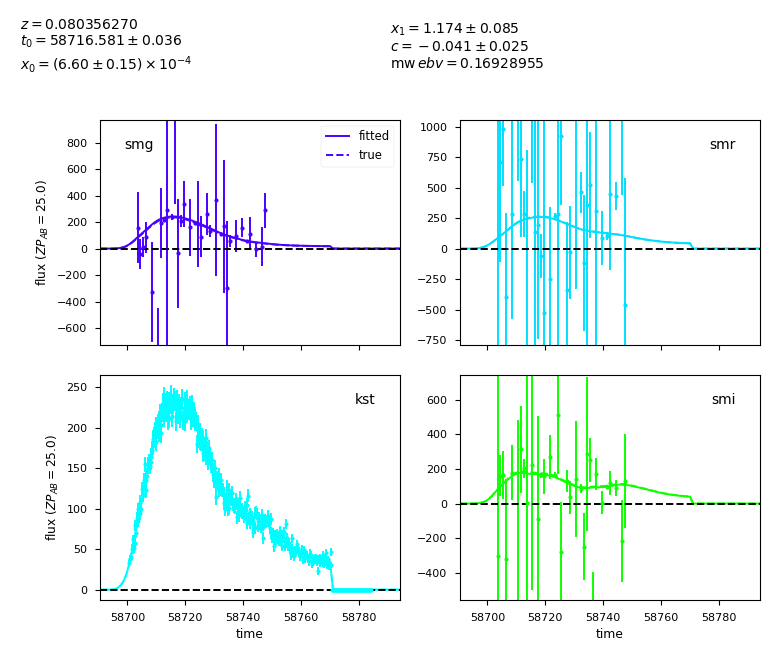 z = 0.080356270
t₀ = 58716.581 ± 0.036
x₀ = (6.60 ± 0.15) × 10⁻⁴
x₁ = 1.174 ± 0.085
c = −0.041 ± 0.025
mw ebv = 0.16928955
smg
fitted
true
800
600
400
200
0
−200
−400
−600
flux (ZP_AB = 25.0)
smr
1000
750
500
250
0
−250
−500
−750
kst
250
200
150
100
50
0
flux (ZP_AB = 25.0)
58700 58720 58740 58760 58780
time
smi
600
400
200
0
−200
−400
58700 58720 58740 58760 58780
time